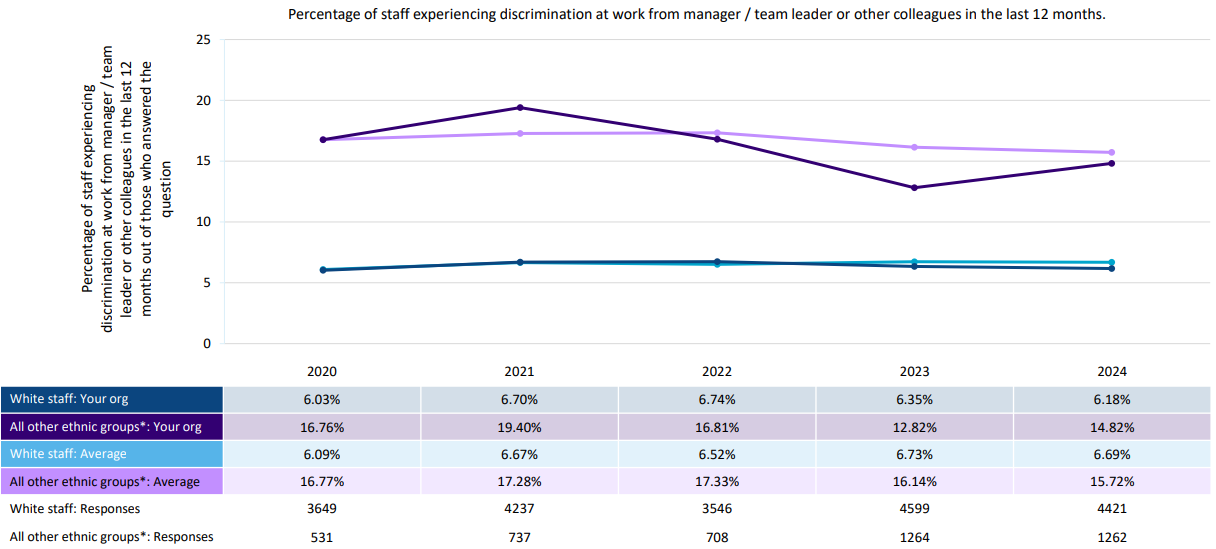 Percentage of staff experiencing discrimination at work from manager / team leader or other colleagues in the last 12 months.
Percentage of staff experiencing
discrimination at work from manager / team
leader or other colleagues in the last 12
months out of those who answered the
question
25
20
15
10
5
0
2020 2021 2022 2023 2024
White staff: Your org 6.03% 6.70% 6.74% 6.35% 6.18%
All other ethnic groups*: Your org 16.76% 19.40% 16.81% 12.82% 14.82%
White staff: Average 6.09% 6.67% 6.52% 6.73% 6.69%
All other ethnic groups*: Average 16.77% 17.28% 17.33% 16.14% 15.72%
White staff: Responses 3649 4237 3546 4599 4421
All other ethnic groups*: Responses 531 737 708 1264 1262